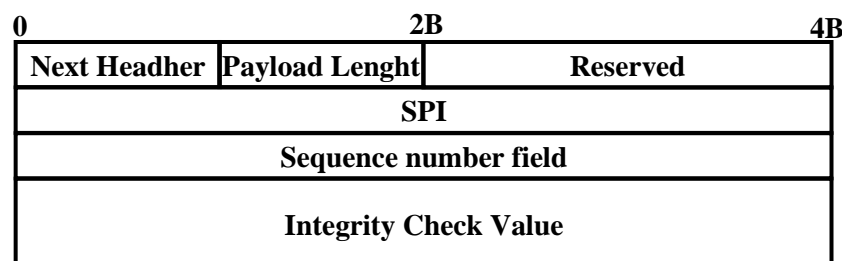 0 2B 4B
Next Headher Payload Lenght Reserved
SPI
Sequence number field
Integrity Check Value